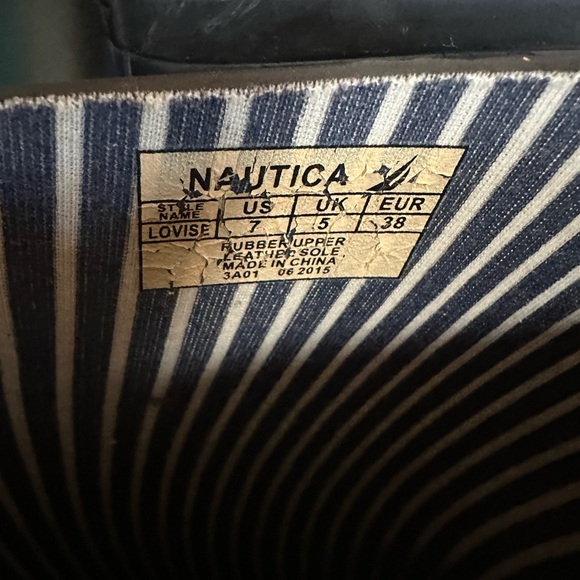 NAUTICA
STYLE NAME US UK EUR
LOVISE 7 5 38
RUBBER UPPER
LEATHER SOLE
MADE IN CHINA
3A01 06 2015